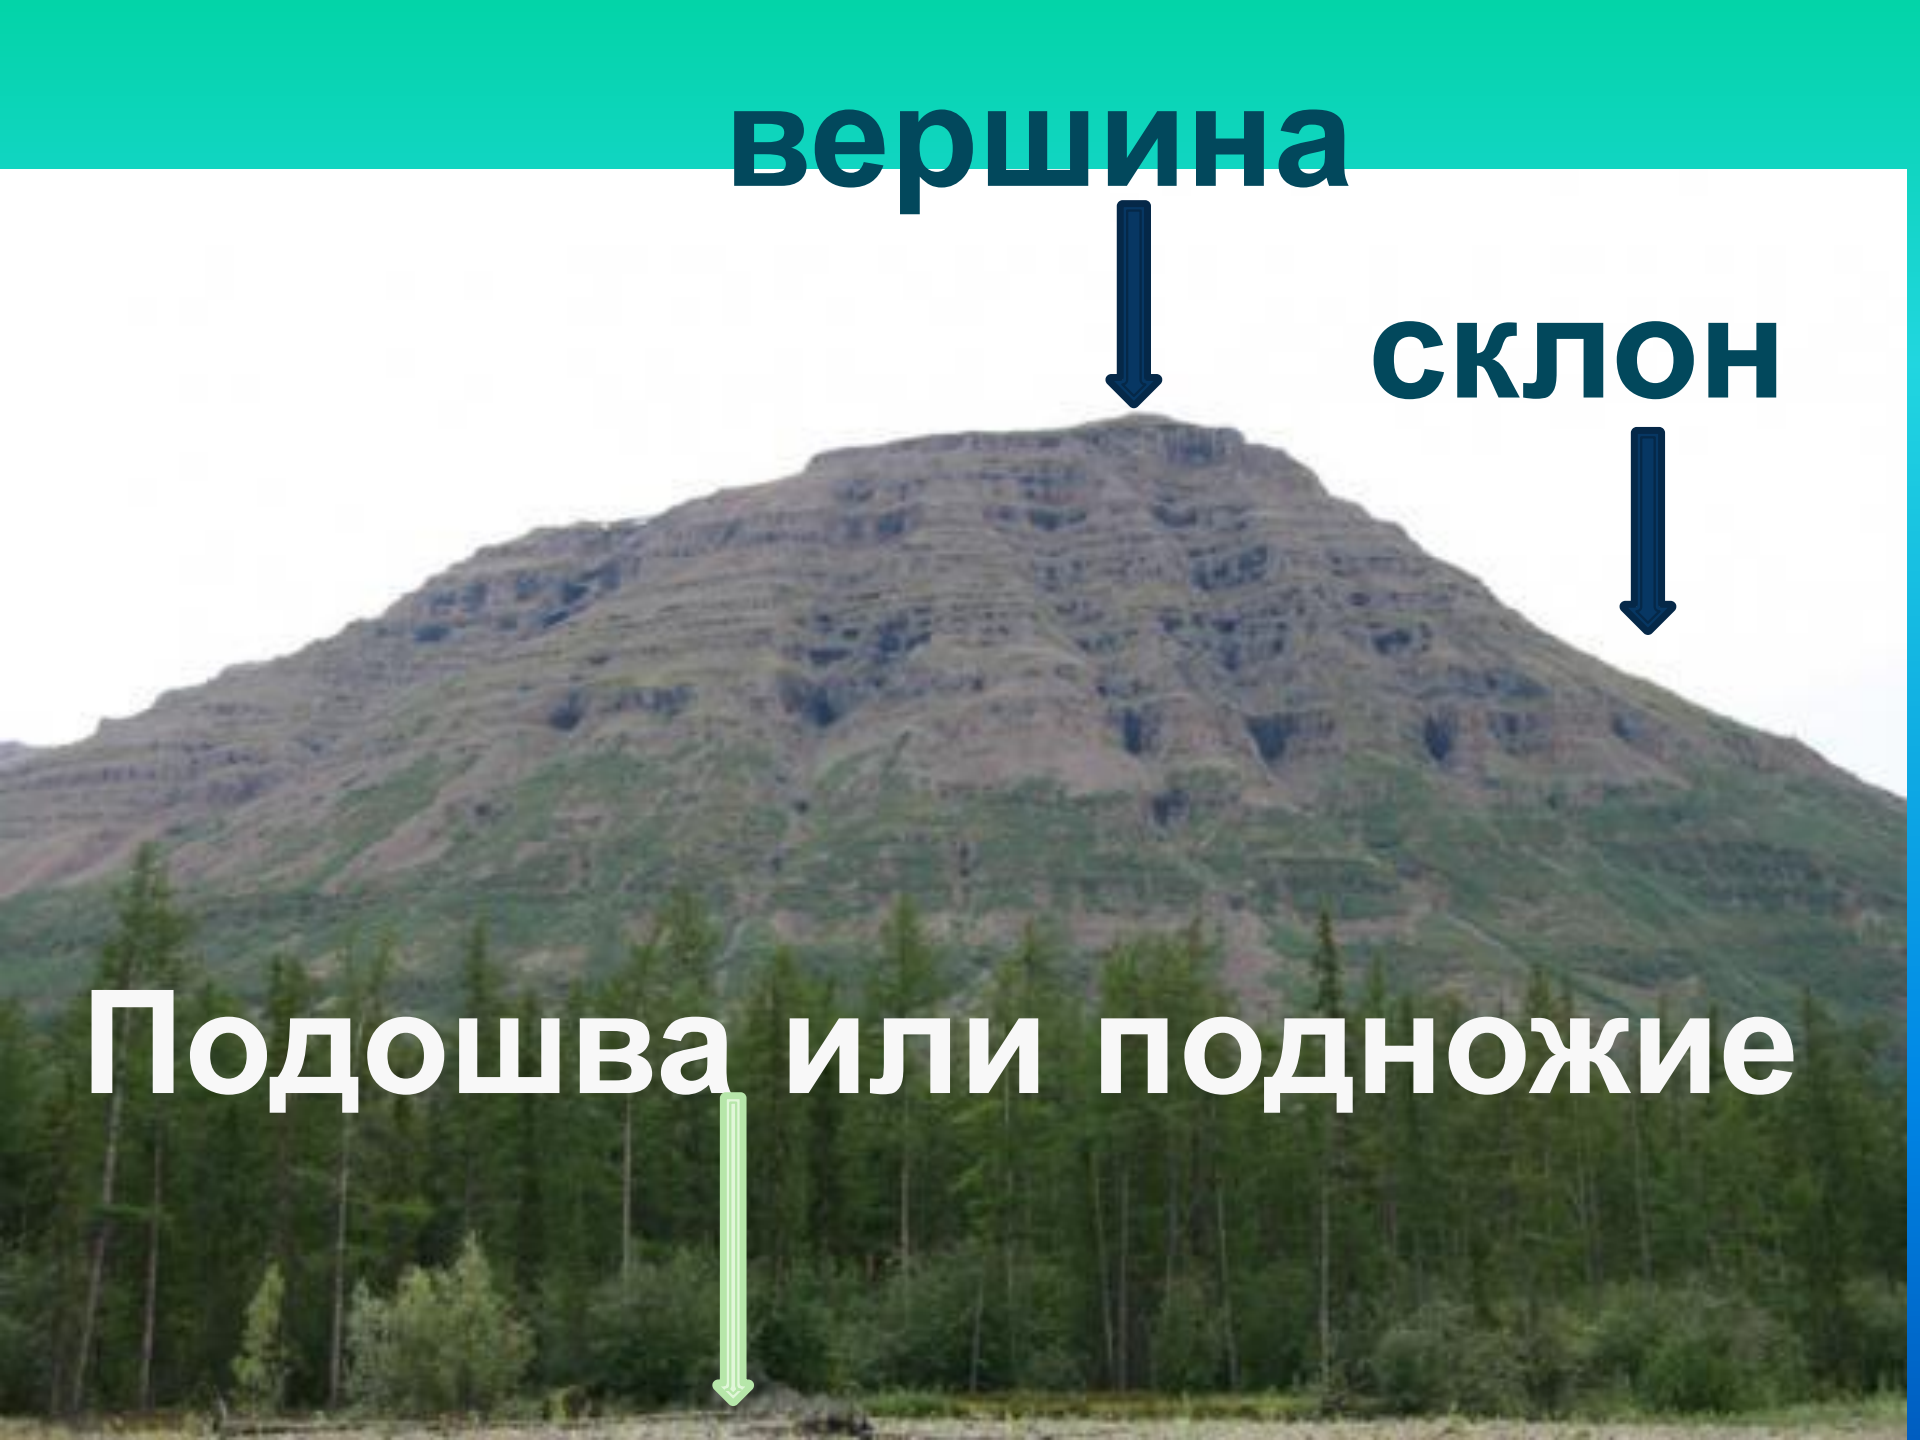 вершина
склон
Подошва или подножие